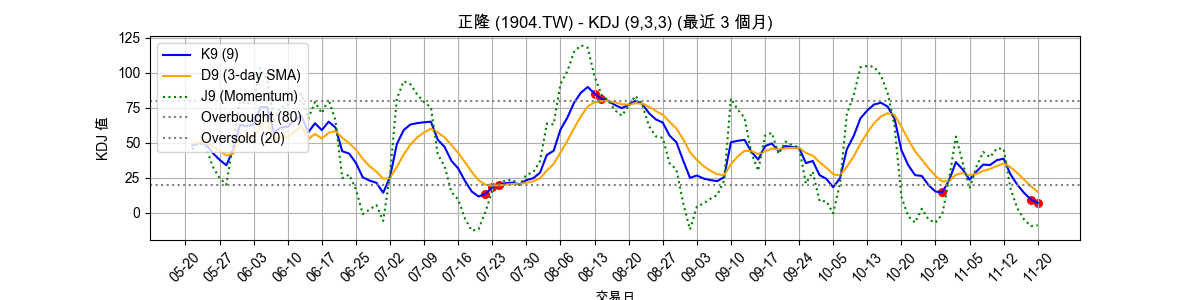 正隆 (1904.TW) - KDJ (9,3,3) (最近 3 個月)
KDJ 值
125
100
75
50
25
0
K9 (9)
D9 (3-day SMA)
J9 (Momentum)
Overbought (80)
Oversold (20)
05-20 05-27 06-03 06-10 06-17 06-25 07-02 07-09 07-16 07-23 07-30 08-06 08-13 08-20 08-27 09-03 09-10 09-17 09-24 10-05 10-13 10-20 10-29 11-05 11-12 11-20
交易日